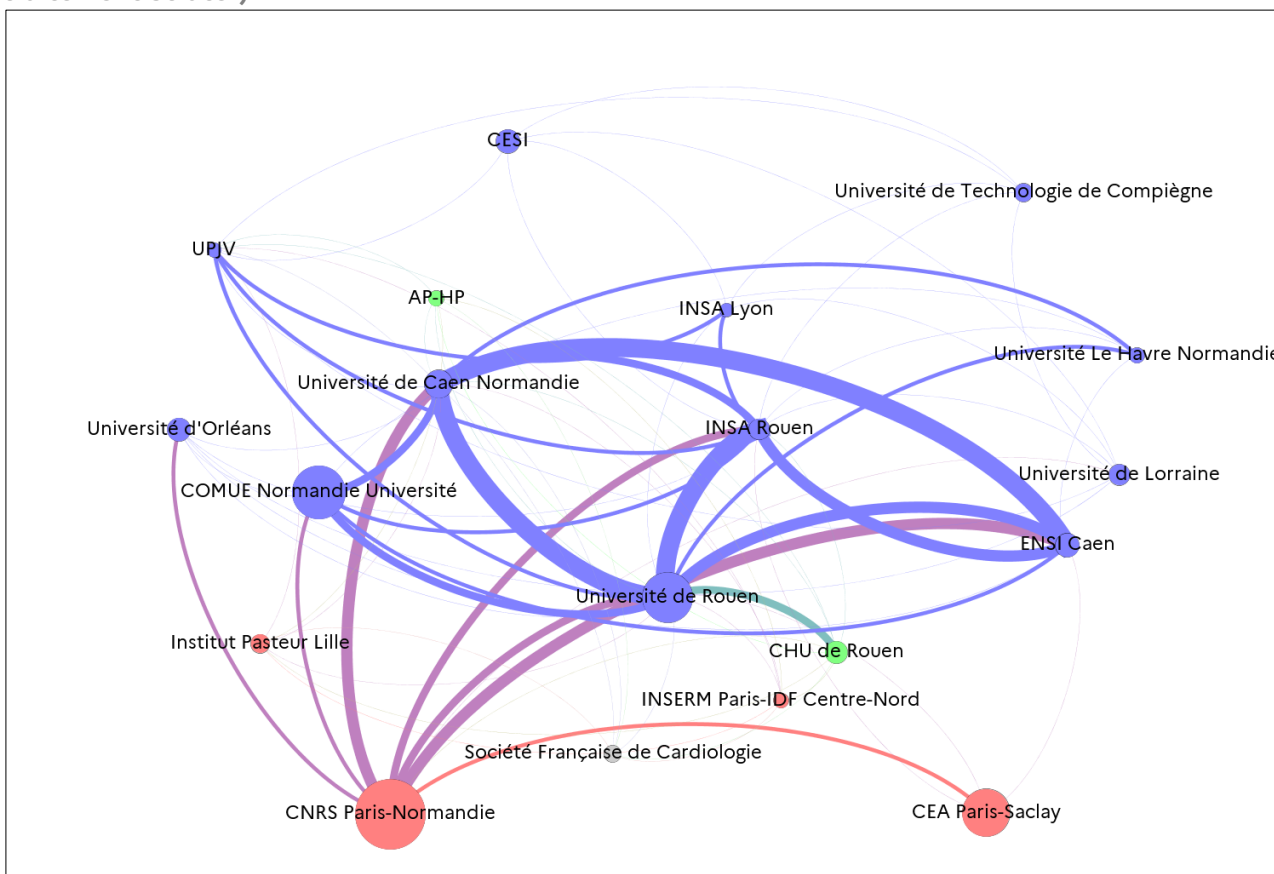 CESI
Université de Technologie de Compiègne
UPJV
AP-HP
INSA Lyon
Université Le Havre Normandie
Université de Caen Normandie
Université d'Orléans
INSA Rouen
Université de Lorraine
COMUE Normandie Université
ENSI Caen
Université de Rouen
Institut Pasteur Lille
CHU de Rouen
INSERM Paris-IDF Centre-Nord
Société Française de Cardiologie
CNRS Paris-Normandie
CEA Paris-Saclay